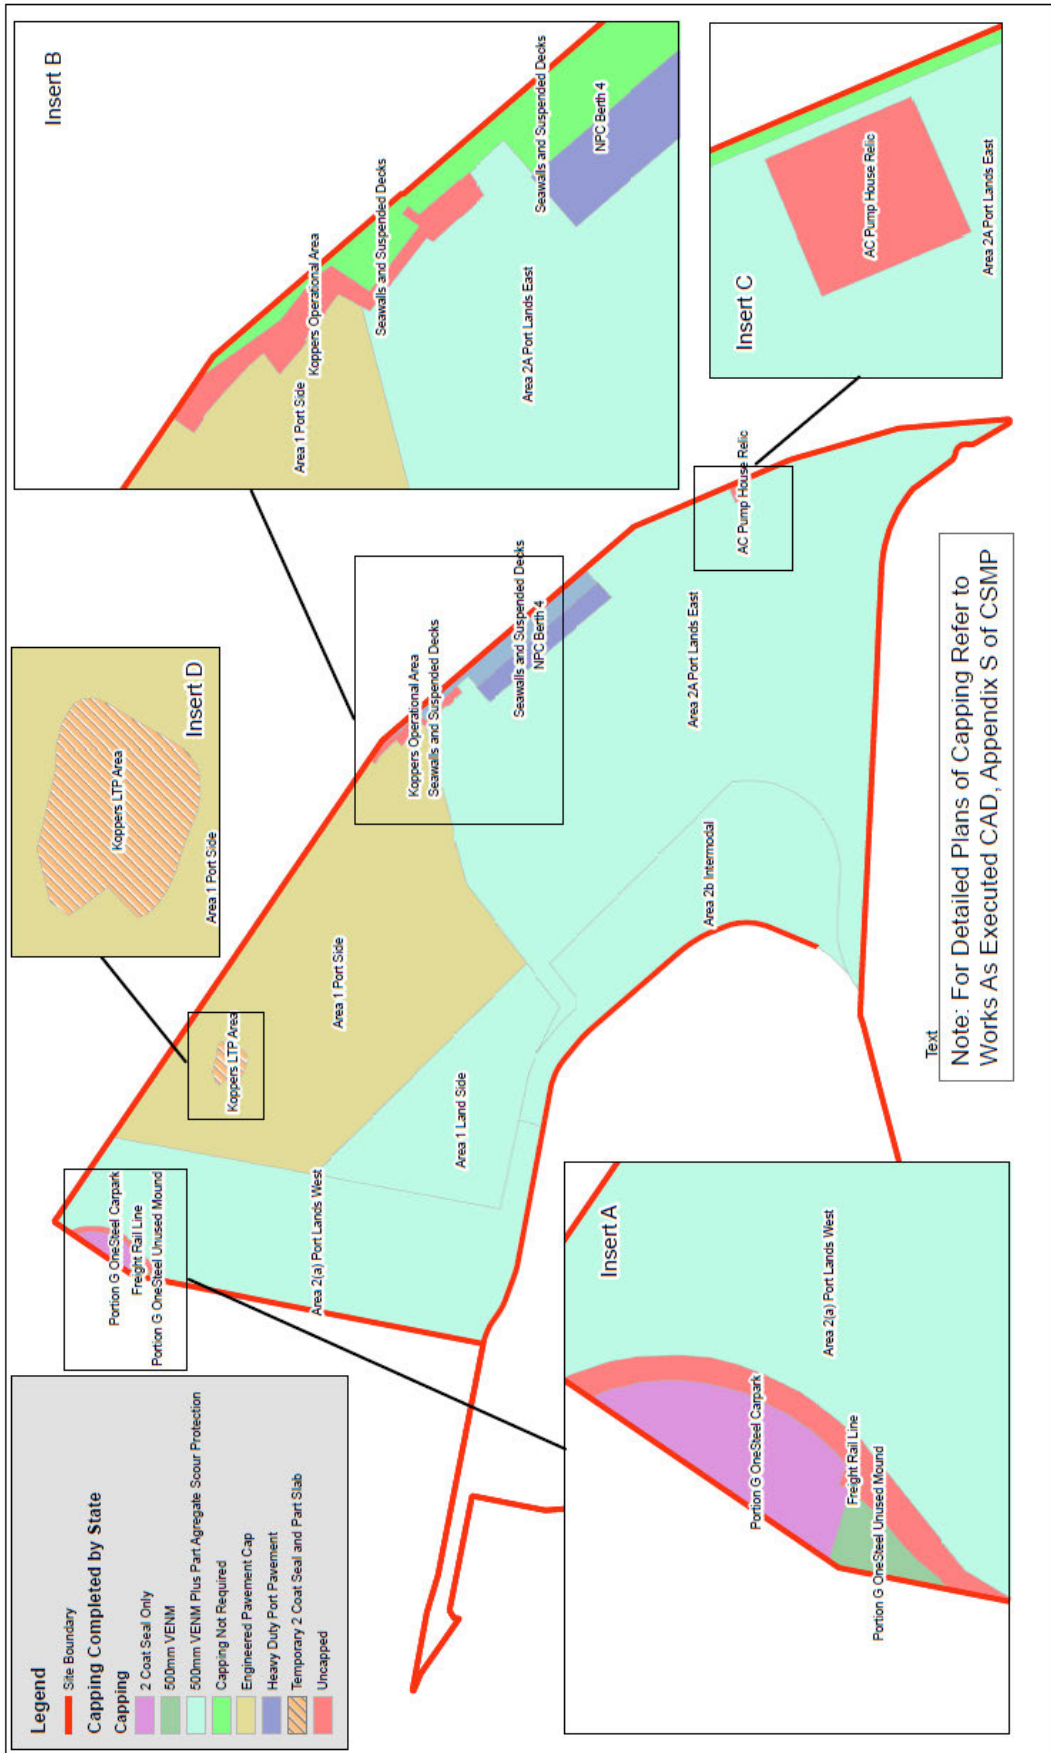 Legend
Site Boundary
Capping Completed by State
Capping
2 Coat Seal Only
500mm VENM
500mm VENM Plus Part Agregate Scour Protection
Capping Not Required
Engineered Pavement Cap
Heavy Duty Port Pavement
Temporary 2 Coat Seal and Part Slab
Uncapped
Portion G OneSteel Carpark
Freight Rail Line
Portion G OneSteel Unused Mound
Area 2(a) Port Lands West
Area 1 Land Side
Koppers LTP Area
Area 1 Port Side
Koppers Operational Area
Seawalls and Suspended Decks
Seawalls and Suspended Decks
NPC Berth 4
Area 2A Port Lands East
Area 2b Intermodal
AC Pump House Relic
Insert D
Koppers LTP Area
Area 1 Port Side
Insert B
Koppers Operational Area
Area 1 Port Side
Seawalls and Suspended Decks
Seawalls and Suspended Decks
NPC Berth 4
Area 2A Port Lands East
Insert A
Portion G OneSteel Carpark
Freight Rail Line
Portion G OneSteel Unused Mound
Area 2(a) Port Lands West
Insert C
AC Pump House Relic
Area 2A Port Lands East
Text
Note: For Detailed Plans of Capping Refer to
Works As Executed CAD, Appendix S of CSMP